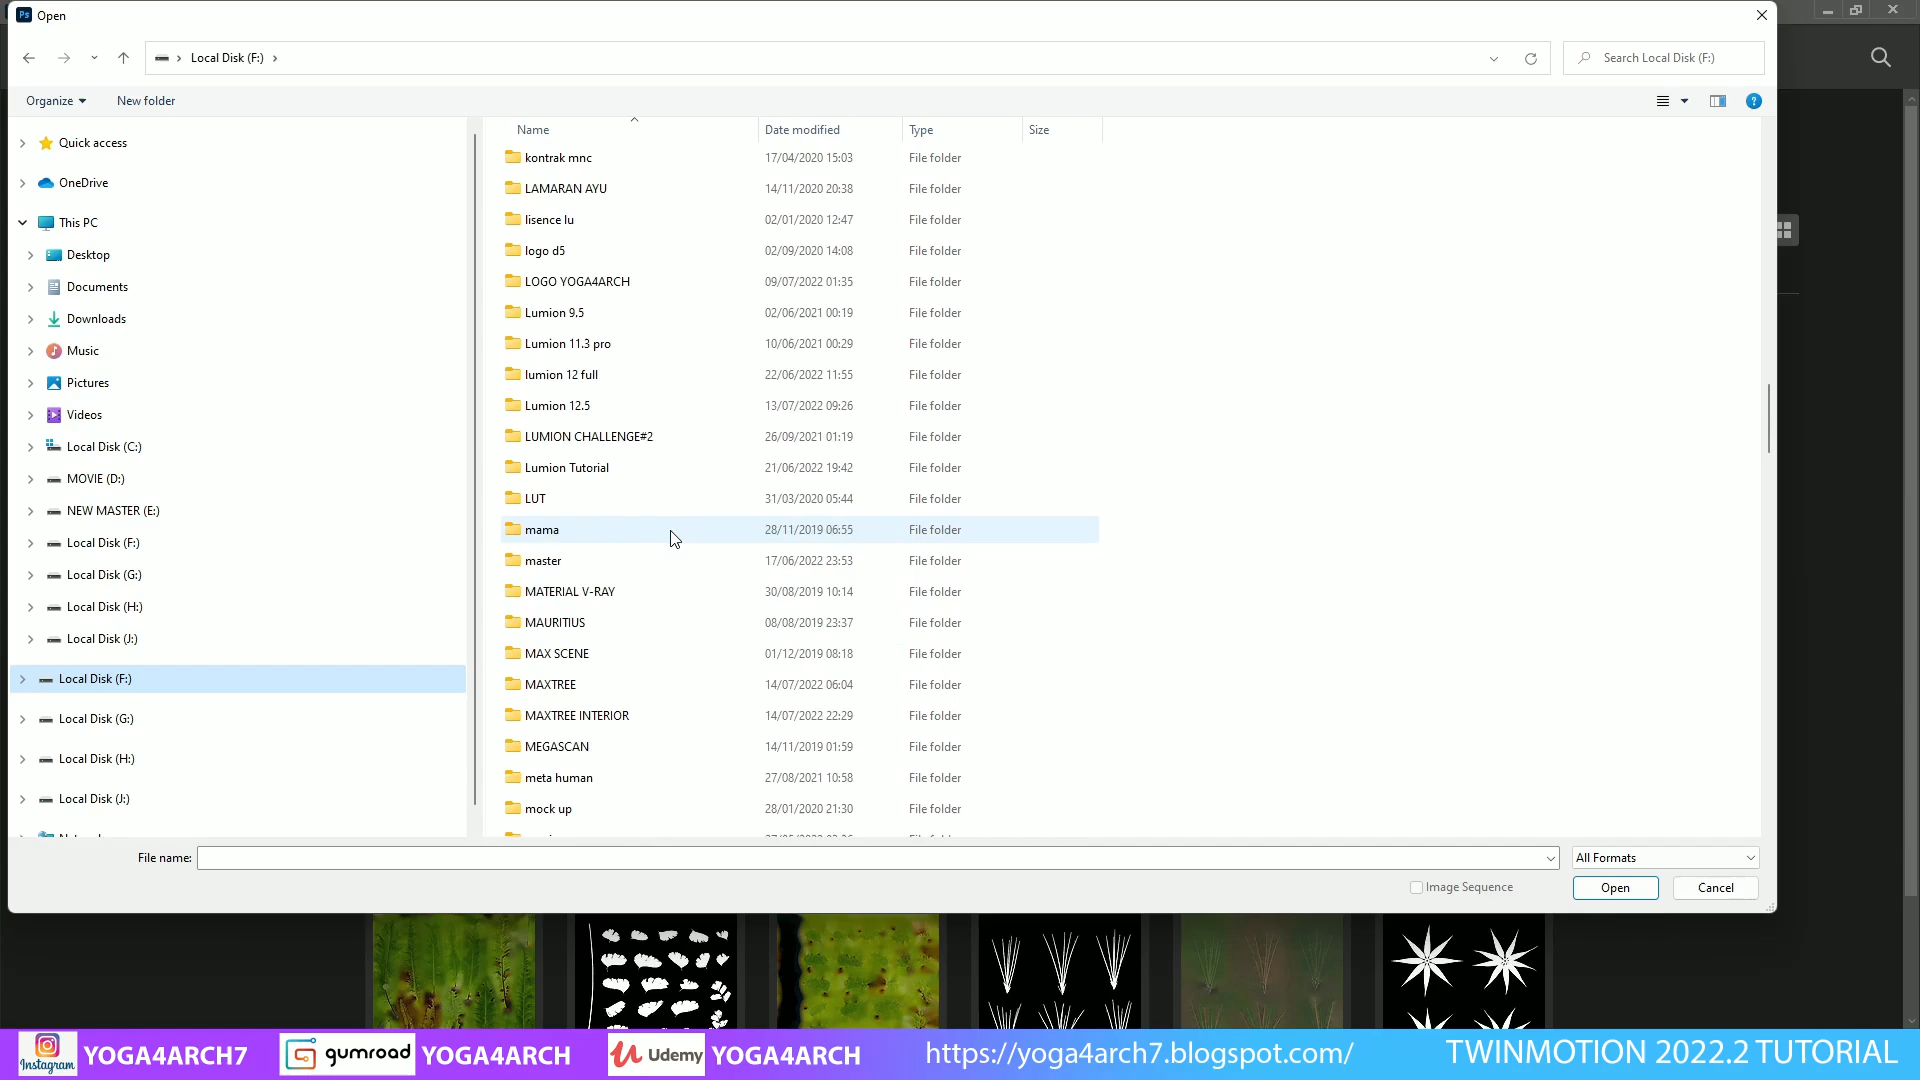 Ps Open
Local Disk (F:)
Search Local Disk (F:)
Organize
New folder
?
Name Date modified Type Size
Quick access
OneDrive
This PC
Desktop
Documents
Downloads
Music
Pictures
Videos
Local Disk (C:)
MOVIE (D:)
NEW MASTER (E:)
Local Disk (F:)
Local Disk (G:)
Local Disk (H:)
Local Disk (J:)
Local Disk (F:)
Local Disk (G:)
Local Disk (H:)
Local Disk (J:)
kontrak mnc 17/04/2020 15:03 File folder
LAMARAN AYU 14/11/2020 20:38 File folder
lisence lu 02/01/2020 12:47 File folder
logo d5 02/09/2020 14:08 File folder
LOGO YOGA4ARCH 09/07/2022 01:35 File folder
Lumion 9.5 02/06/2021 00:19 File folder
Lumion 11.3 pro 10/06/2021 00:29 File folder
lumion 12 full 22/06/2022 11:55 File folder
Lumion 12.5 13/07/2022 09:26 File folder
LUMION CHALLENGE#2 26/09/2021 01:19 File folder
Lumion Tutorial 21/06/2022 19:42 File folder
LUT 31/03/2020 05:44 File folder
mama 28/11/2019 06:55 File folder
master 17/06/2022 23:53 File folder
MATERIAL V-RAY 30/08/2019 10:14 File folder
MAURITIUS 08/08/2019 23:37 File folder
MAX SCENE 01/12/2019 08:18 File folder
MAXTREE 14/07/2022 06:04 File folder
MAXTREE INTERIOR 14/07/2022 22:29 File folder
MEGASCAN 14/11/2019 01:59 File folder
meta human 27/08/2021 10:58 File folder
mock up 28/01/2020 21:30 File folder
File name:
All Formats
Image Sequence
Open
Cancel
Instagram YOGA4ARCH7 gumroad YOGA4ARCH Udemy YOGA4ARCH https://yoga4arch7.blogspot.com/ TWINMOTION 2022.2 TUTORIAL